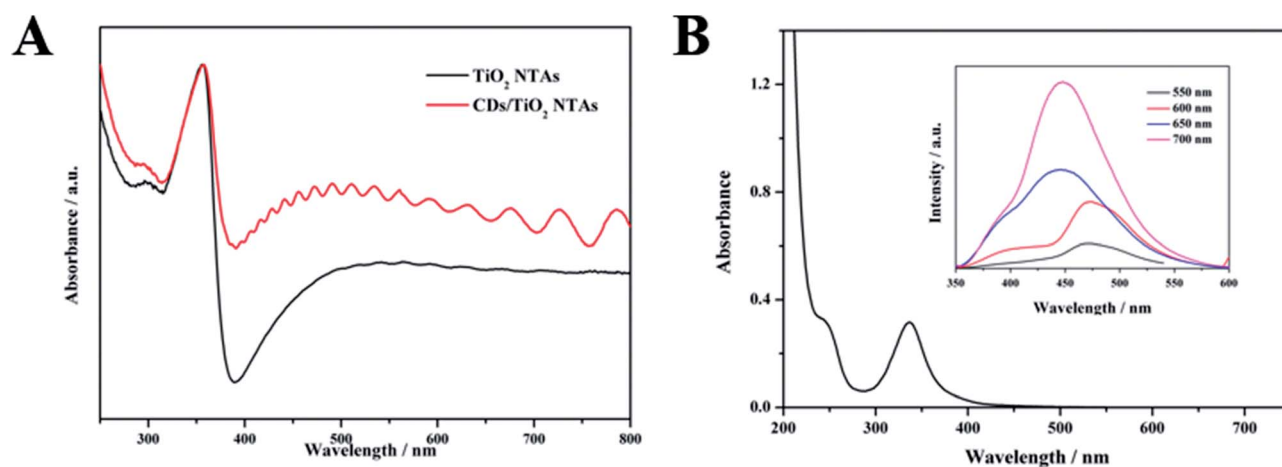 A
Absorbance / a.u.
TiO₂ NTAs
CDs/TiO₂ NTAs
300 400 500 600 700 800
Wavelength / nm
B
Absorbance
1.2
0.8
0.4
0.0
200 300 400 500 600 700
Wavelength / nm
Intensity / a.u.
550 nm
600 nm
650 nm
700 nm
350 400 450 500 550 600
Wavelength / nm